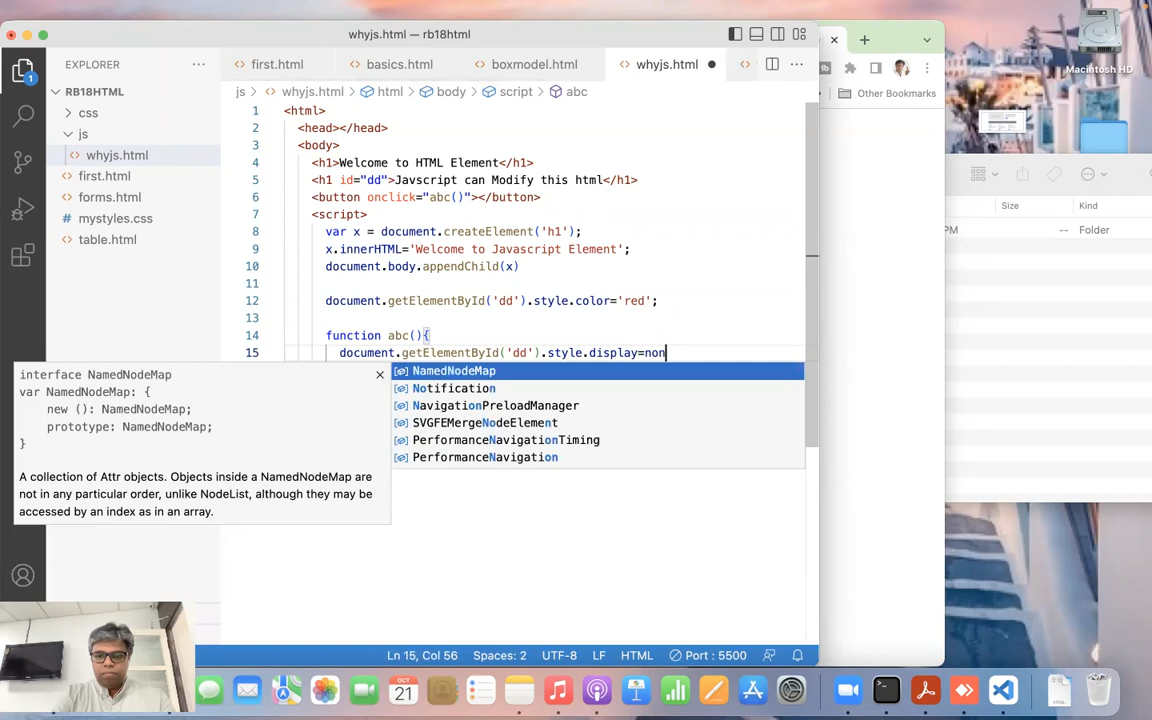 whyjs.html — rb18html
EXPLORER
first.html
basics.html
boxmodel.html
whyjs.html
RB18HTML
js > whyjs.html > html > body > script > abc
css
js
whyjs.html
first.html
forms.html
mystyles.css
table.html
1 <html>
2 <head></head>
3 <body>
4 <h1>Welcome to HTML Element</h1>
5 <h1 id="dd">Javscript can Modify this html</h1>
6 <button onclick="abc()"></button>
7 <script>
8 var x = document.createElement('h1');
9 x.innerHTML='Welcome to Javascript Element';
10 document.body.appendChild(x)
11
12 document.getElementById('dd').style.color='red';
13
14 function abc(){
15 document.getElementById('dd').style.display=non
interface NamedNodeMap
var NamedNodeMap: {
new (): NamedNodeMap;
prototype: NamedNodeMap;
}
A collection of Attr objects. Objects inside a NamedNodeMap are
not in any particular order, unlike NodeList, although they may be
accessed by an index as in an array.
NamedNodeMap
Notification
NavigationPreloadManager
SVGFEMergeNodeElement
PerformanceNavigationTiming
PerformanceNavigation
Ln 15, Col 56
Spaces: 2
UTF-8
LF
HTML
Port : 5500
1
Other Bookmarks
Macintosh HD
Size
Kind
PM
--
Folder
OCT
21